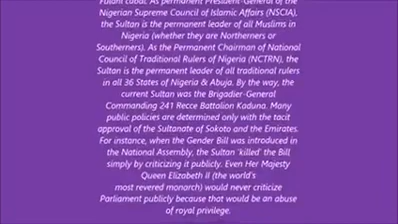 Fulani cabal. As permanent President-General of the
Nigerian Supreme Council of Islamic Affairs (NSCIA),
the Sultan is the permanent leader of all Muslims in
Nigeria (whether they are Northerners or
Southerners). As the Permanent Chairman of National
Council of Traditional Rulers of Nigeria (NCTRN), the
Sultan is the permanent leader of all traditional rulers
in all 36 States of Nigeria & Abuja. By the way, the
current Sultan was the Brigadier-General
Commanding 241 Recce Battalion Kaduna. Many
public policies are determined only with the tacit
approval of the Sultanate of Sokoto and the Emirates.
For instance, when the Gender Bill was introduced in
the National Assembly, the Sultan 'killed' the Bill
simply by criticizing it publicly. Even Her Majesty
Queen Elizabeth II (the world's
most revered monarch) would never criticize
Parliament publicly because that would be an abuse
of royal privilege.